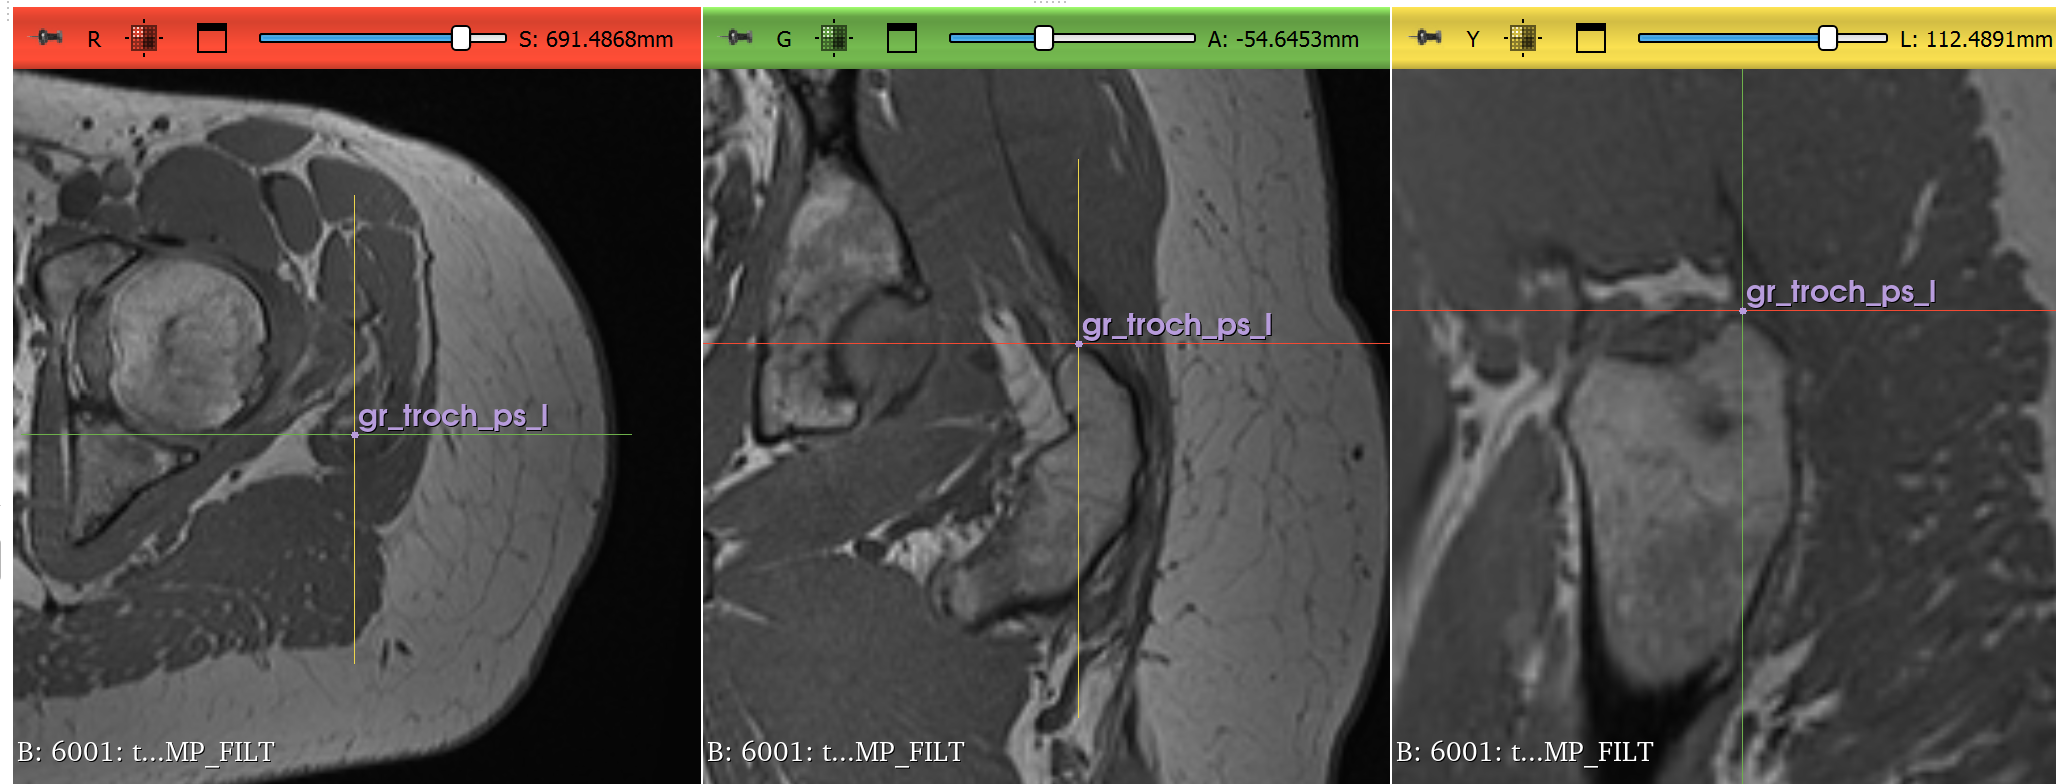 R S: 691.4868mm
G A: -54.6453mm
Y L: 112.4891mm
gr_troch_ps_l
gr_troch_ps_l
gr_troch_ps_l
B: 6001: t...MP_FILT
B: 6001: t...MP_FILT
B: 6001: t...MP_FILT